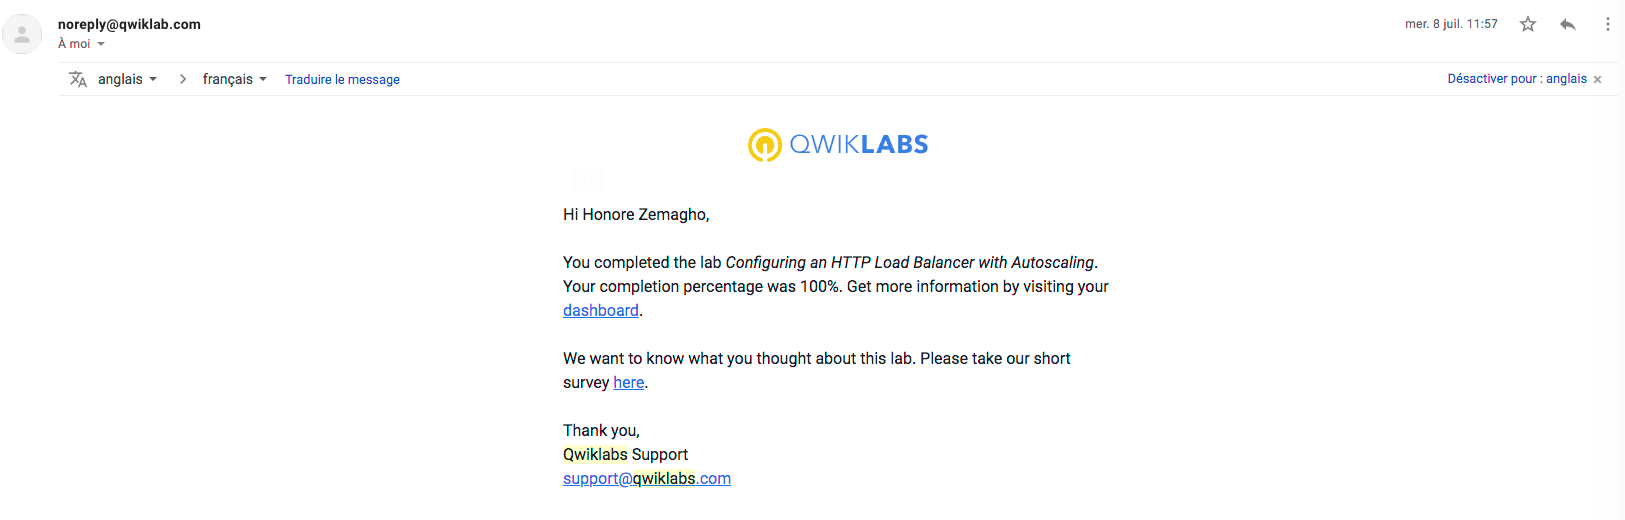 noreply@qwiklab.com
mer. 8 juil. 11:57
À moi
anglais
français
Traduire le message
Désactiver pour : anglais
QWIKLABS
Hi Honore Zemagho,
You completed the lab Configuring an HTTP Load Balancer with Autoscaling.
Your completion percentage was 100%. Get more information by visiting your
dashboard.
We want to know what you thought about this lab. Please take our short
survey here.
Thank you,
Qwiklabs Support
support@qwiklabs.com